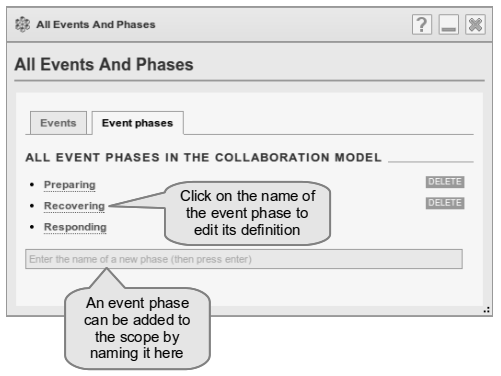 All Events And Phases
?
All Events And Phases
Events
Event phases
ALL EVENT PHASES IN THE COLLABORATION MODEL
• Preparing
DELETE
• Recovering
DELETE
• Responding
Click on the name of
the event phase to
edit its definition
Enter the name of a new phase (then press enter)
An event phase
can be added to
the scope by
naming it here